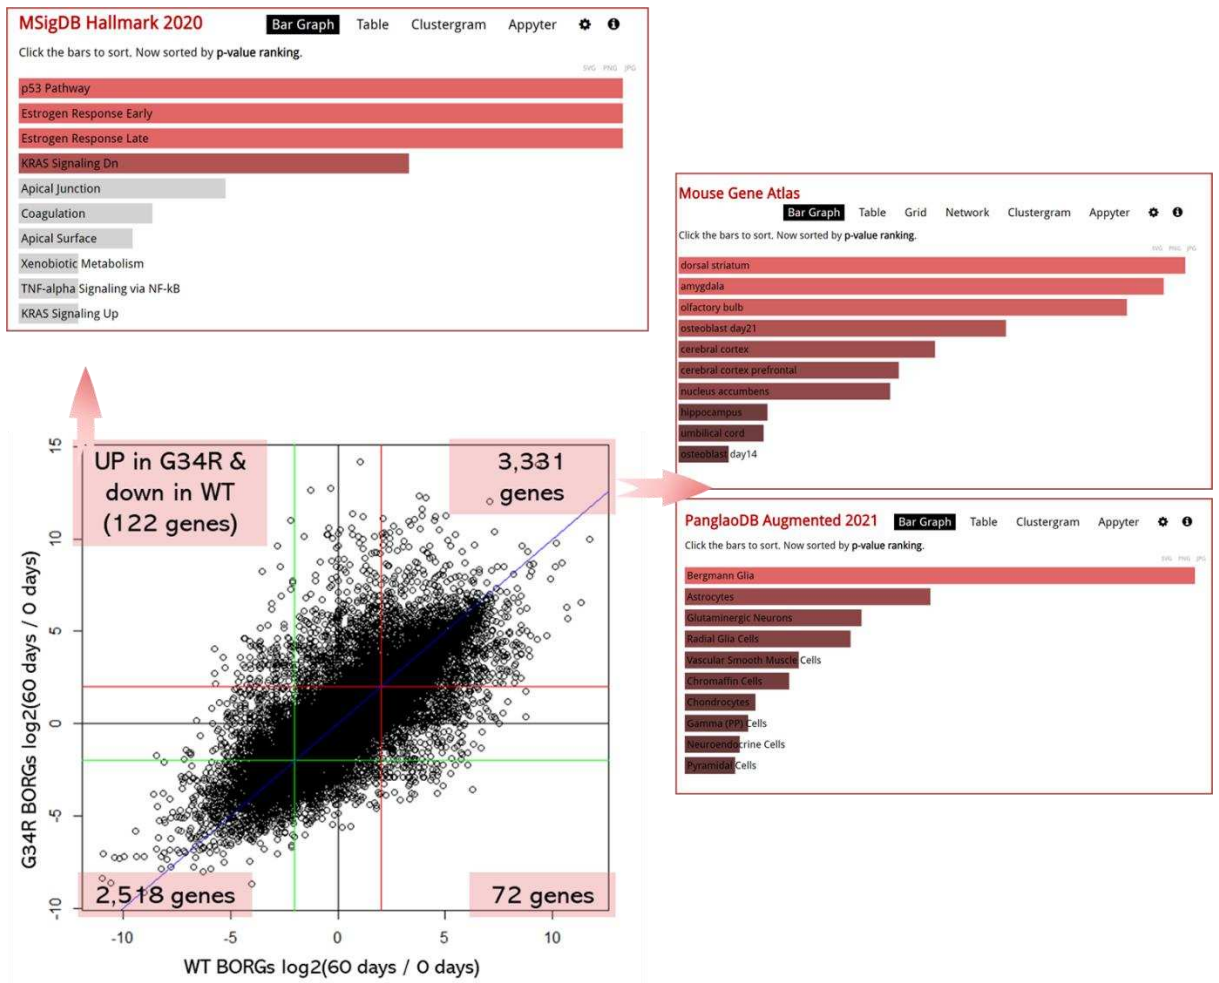 MSigDB Hallmark 2020
Bar Graph Table Clustergram Appyter
Click the bars to sort. Now sorted by p-value ranking.
SVG PNG JPG
p53 Pathway
Estrogen Response Early
Estrogen Response Late
KRAS Signaling Dn
Apical Junction
Coagulation
Apical Surface
Xenobiotic Metabolism
TNF-alpha Signaling via NF-kB
KRAS Signaling Up
Mouse Gene Atlas
Bar Graph Table Grid Network Clustergram Appyter
Click the bars to sort. Now sorted by p-value ranking.
SVG PNG JPG
dorsal striatum
amygdala
olfactory bulb
osteoblast day21
cerebral cortex
cerebral cortex prefrontal
nucleus accumbens
hippocampus
umbilical cord
osteoblast day14
PanglaoDB Augmented 2021
Bar Graph Table Clustergram Appyter
Click the bars to sort. Now sorted by p-value ranking.
SVG PNG JPG
Bergmann Glia
Astrocytes
Glutaminergic Neurons
Radial Glia Cells
Vascular Smooth Muscle Cells
Chromaffin Cells
Chondrocytes
Gamma (PP) Cells
Neuroendocrine Cells
Pyramidal Cells
UP in G34R &
down in WT
(122 genes)
3,331
genes
2,518 genes
72 genes
15
10
5
0
-5
-10
G34R BORGs log2(60 days / 0 days)
-10 -5 0 5 10
WT BORGs log2(60 days / 0 days)